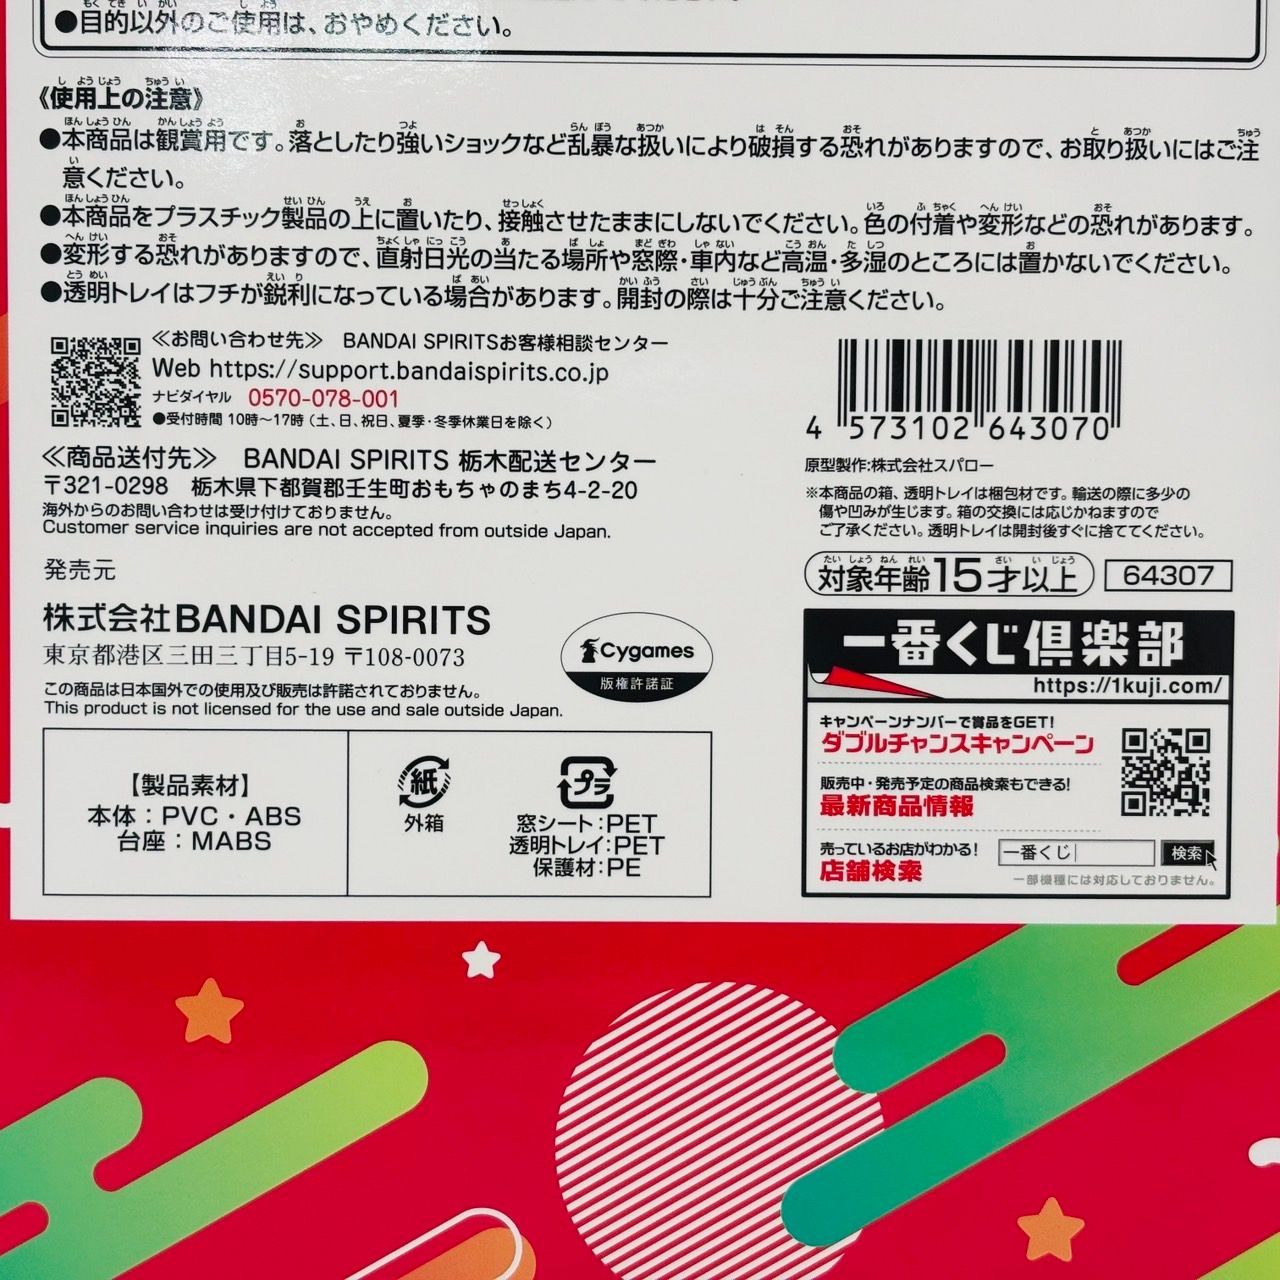 ●目的以外のご使用は、おやめください。
《使用上の注意》
●本商品は観賞用です。落としたり強いショックなど乱暴な扱いにより破損する恐れがありますので、お取り扱いにはご注
意ください。
●本商品をプラスチック製品の上に置いたり、接触させたままにしないでください。色の付着や変形などの恐れがあります。
●変形する恐れがありますので、直射日光の当たる場所や窓際・車内など高温・多湿のところには置かないでください。
●透明トレイはフチが鋭利になっている場合があります。開封の際は十分ご注意ください。
≪お問い合わせ先≫ BANDAI SPIRITSお客様相談センター
Web https://support.bandaispirits.co.jp
ナビダイヤル 0570-078-001
●受付時間 10時〜17時（土、日、祝日、夏季・冬季休業日を除く）
≪商品送付先≫ BANDAI SPIRITS 栃木配送センター
〒321-0298 栃木県下都賀郡壬生町おもちゃのまち4-2-20
海外からのお問い合わせは受け付けておりません。
Customer service inquiries are not accepted from outside Japan.
発売元
株式会社BANDAI SPIRITS
東京都港区三田三丁目5-19 〒108-0073
この商品は日本国外での使用及び販売は許諾されておりません。
This product is not licensed for the use and sale outside Japan.
Cygames
版権許諾証
【製品素材】
本体：PVC・ABS
台座：MABS
紙
外箱
プラ
窓シート：PET
透明トレイ：PET
保護材：PE
4 573102 643070
原型製作：株式会社スパロー
※本商品の箱、透明トレイは梱包材です。輸送の際に多少の
傷や凹みが生じます。箱の交換には応じかねますので
ご了承ください。透明トレイは開封後すぐに捨ててください。
対象年齢15才以上
64307
一番くじ倶楽部
https://1kuji.com/
キャンペーンナンバーで賞品をGET!
ダブルチャンスキャンペーン
販売中・発売予定の商品検索もできる!
最新商品情報
売っているお店がわかる!
店舗検索
一番くじ
検索
一部機種には対応しておりません。